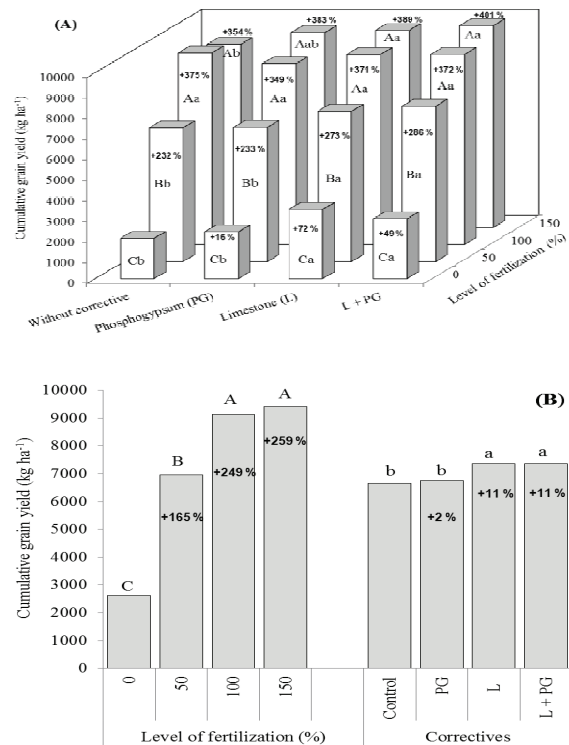 (A)
Cumulative grain yield (kg ha-1)
10000
9000
8000
7000
6000
5000
4000
3000
2000
1000
0
+354 %
+383 %
+389 %
+401 %
Ab
Aab
Aa
Aa
+375 %
+349 %
+371 %
+372 %
Aa
Aa
Aa
Aa
+232 %
+233 %
+273 %
+286 %
Bb
Bb
Ba
Ba
+16 %
+72 %
+49 %
Cb
Cb
Ca
Ca
Without corrective
Phosphogypsum (PG)
Limestone (L)
L + PG
0
50
100
150
Level of fertilization (%)
(B)
Cumulative grain yield (kg ha-1)
10000
9000
8000
7000
6000
5000
4000
3000
2000
1000
0
C
B
A
A
b
b
a
a
+165 %
+249 %
+259 %
+2 %
+11 %
+11 %
0
50
100
150
Control
PG
L
L + PG
Level of fertilization (%)
Correctives